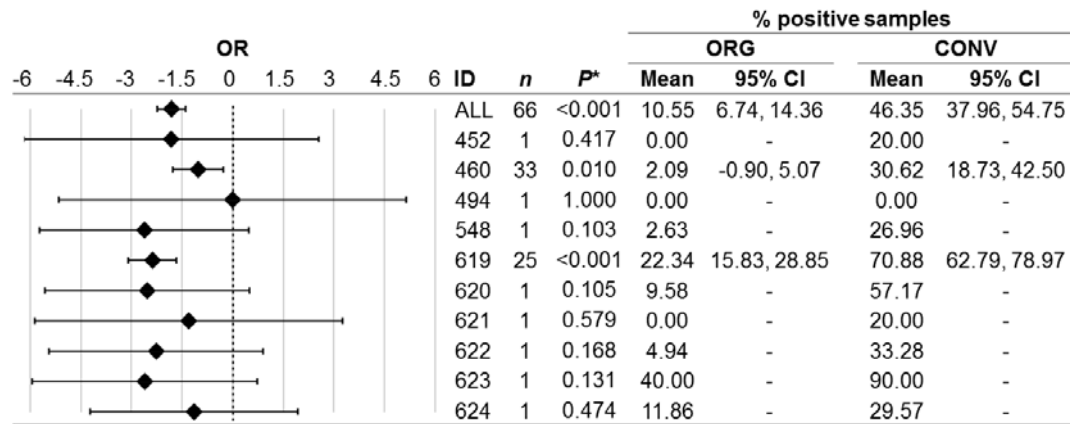 % positive samples
OR ORG CONV
-6 -4.5 -3 -1.5 0 1.5 3 4.5 6 ID n P* Mean 95% CI Mean 95% CI
ALL 66 <0.001 10.55 6.74, 14.36 46.35 37.96, 54.75
452 1 0.417 0.00 - 20.00 -
460 33 0.010 2.09 -0.90, 5.07 30.62 18.73, 42.50
494 1 1.000 0.00 - 0.00 -
548 1 0.103 2.63 - 26.96 -
619 25 <0.001 22.34 15.83, 28.85 70.88 62.79, 78.97
620 1 0.105 9.58 - 57.17 -
621 1 0.579 0.00 - 20.00 -
622 1 0.168 4.94 - 33.28 -
623 1 0.131 40.00 - 90.00 -
624 1 0.474 11.86 - 29.57 -